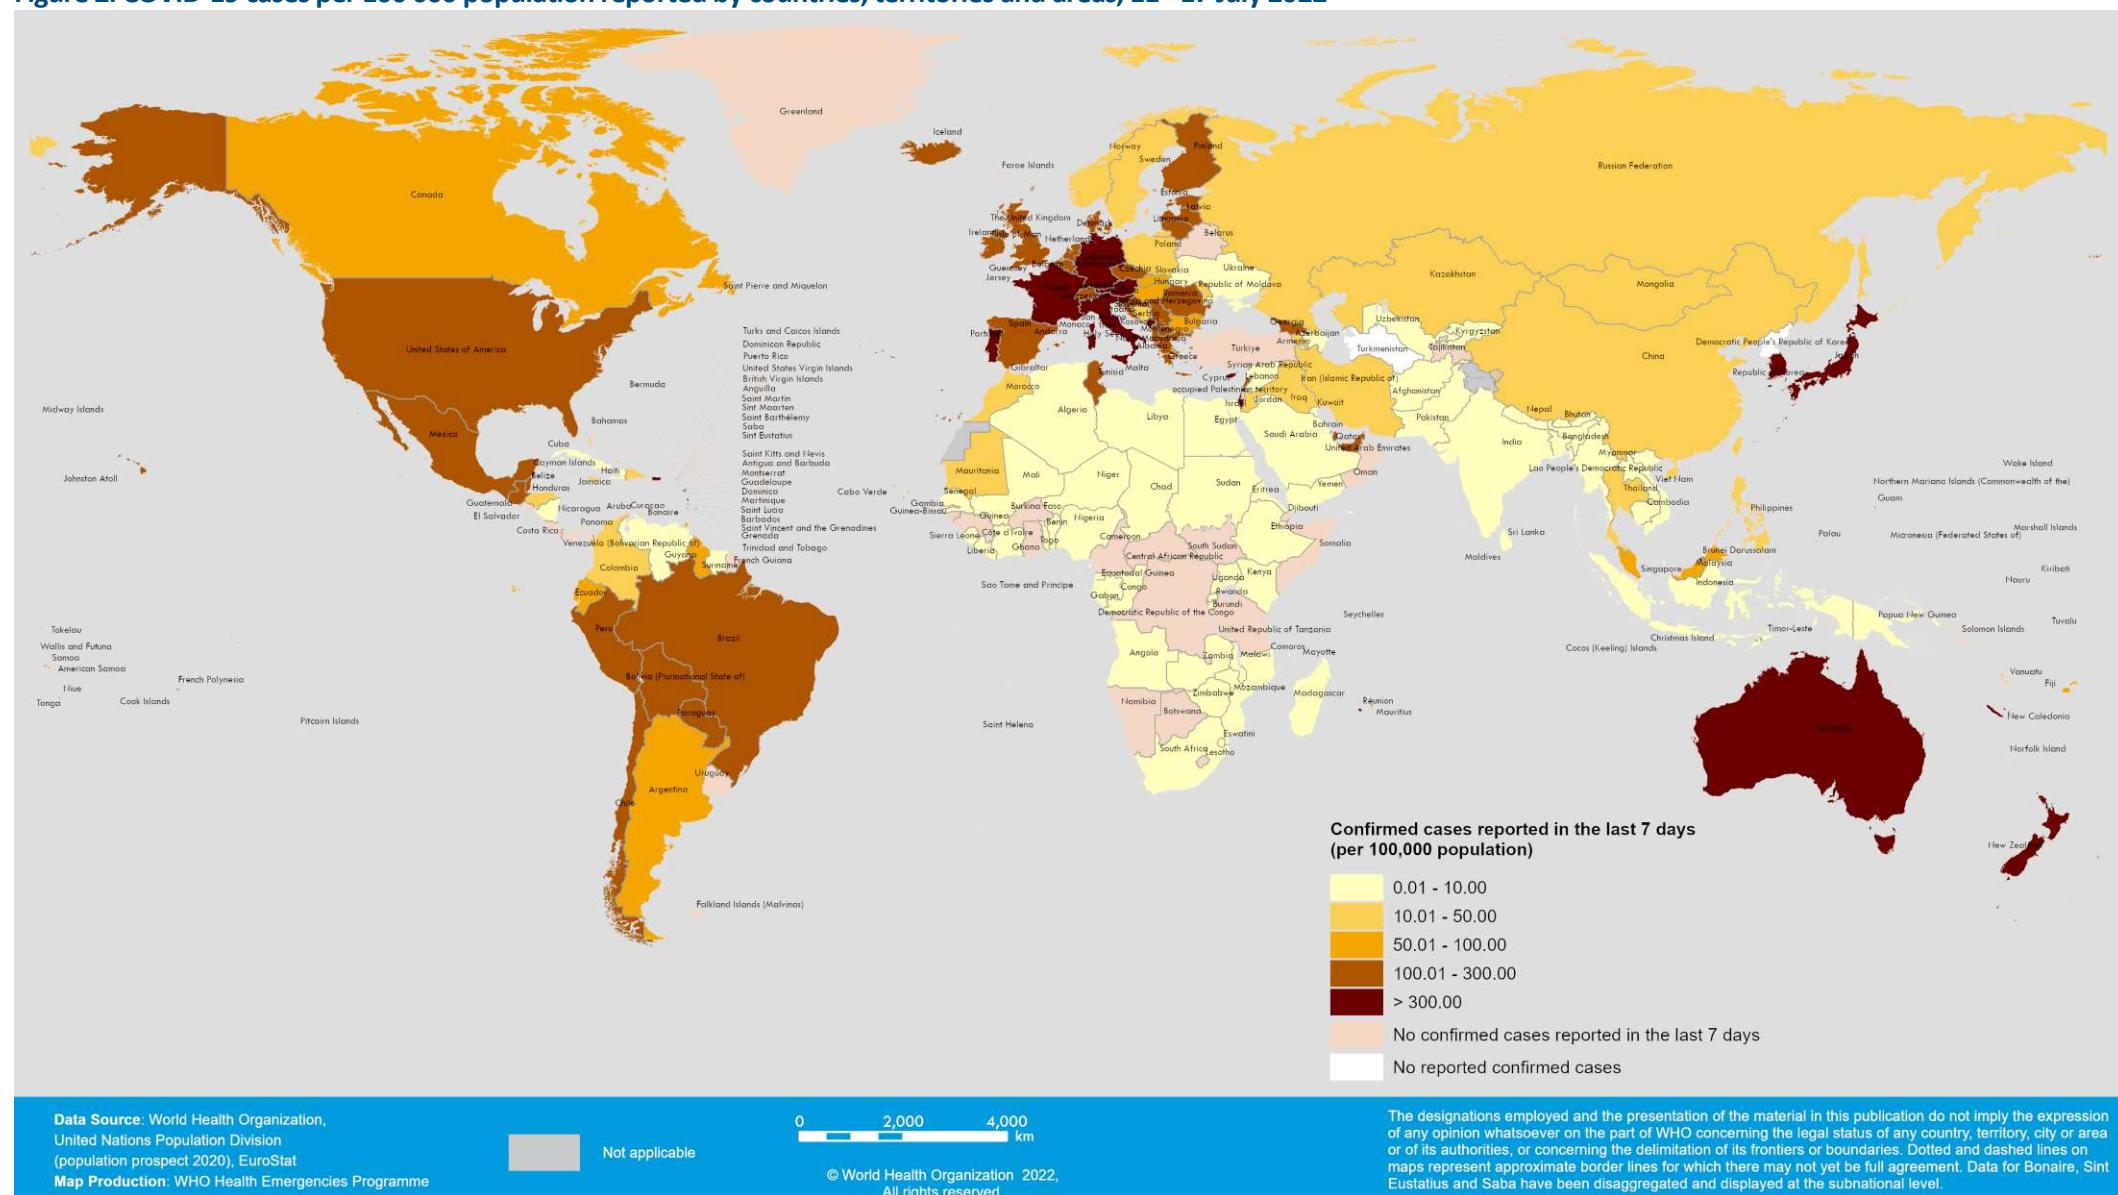 Greenland
Iceland
Faroe Islands
Norway
Sweden
Finland
Russian Federation
Canada
Estonia
Latvia
Lithuania
The United Kingdom
Denmark
Isle of Man
Ireland
Netherlands
Belarus
Poland
Guernsey
Jersey
Czechia
Slovakia
Ukraine
Kazakhstan
Mongolia
Hungary
Republic of Moldova
Saint Pierre and Miquelon
Romania
Serbia
Bulgaria
Spain
Andorra
Monaco
Holy See
Montenegro
Albania
Greece
Georgia
Azerbaijan
Armenia
Uzbekistan
Kyrgyzstan
Turkmenistan
Tajikistan
China
Democratic People's Republic of Korea
United States of America
Türkiye
Turks and Caicos Islands
Dominican Republic
Puerto Rico
United States Virgin Islands
British Virgin Islands
Anguilla
Saint Martin
Sint Maarten
Saint Barthélemy
Saba
Sint Eustatius
Saint Kitts and Nevis
Antigua and Barbuda
Montserrat
Guadeloupe
Dominica
Martinique
Saint Lucia
Barbados
Saint Vincent and the Grenadines
Grenada
Trinidad and Tobago
French Guiana
Bermuda
Gibraltar
Tunisia
Malta
Cyprus
Syrian Arab Republic
Lebanon
occupied Palestinian territory
Israel
Jordan
Iraq
Iran (Islamic Republic of)
Kuwait
Afghanistan
Pakistan
Morocco
Algeria
Libya
Egypt
Saudi Arabia
Bahrain
Qatar
United Arab Emirates
Oman
Yemen
Nepal
Bhutan
India
Bangladesh
Myanmar
Lao People's Democratic Republic
Viet Nam
Thailand
Cambodia
Philippines
Midway Islands
Johnston Atoll
Mexico
Bahamas
Cuba
Cayman Islands
Haiti
Belize
Jamaica
Honduras
Guatemala
El Salvador
Nicaragua
Aruba
Curacao
Bonaire
Costa Rica
Panama
Venezuela (Bolivarian Republic of)
Guyana
Suriname
Colombia
Ecuador
Cabo Verde
Mauritania
Senegal
Gambia
Guinea-Bissau
Guinea
Sierra Leone
Liberia
Côte d'Ivoire
Mali
Burkina Faso
Ghana
Togo
Benin
Niger
Nigeria
Chad
Sudan
Eritrea
Djibouti
Ethiopia
Somalia
Cameroon
Central African Republic
South Sudan
Equatorial Guinea
Sao Tome and Principe
Gabon
Congo
Uganda
Kenya
Rwanda
Burundi
Democratic Republic of the Congo
United Republic of Tanzania
Seychelles
Sri Lanka
Maldives
Brunei Darussalam
Malaysia
Singapore
Indonesia
Palau
Wake Island
Northern Mariana Islands (Commonwealth of the)
Guam
Marshall Islands
Micronesia (Federated States of)
Kiribati
Nauru
Papua New Guinea
Solomon Islands
Tuvalu
Timor-Leste
Christmas Island
Cocos (Keeling) Islands
Tokelau
Wallis and Futuna
Samoa
American Samoa
Niue
Tonga
Cook Islands
French Polynesia
Pitcairn Islands
Peru
Brazil
Bolivia (Plurinational State of)
Paraguay
Uruguay
Argentina
Chile
Falkland Islands (Malvinas)
Saint Helena
Angola
Zambia
Malawi
Comoros
Mayotte
Mozambique
Zimbabwe
Madagascar
Réunion
Mauritius
Namibia
Botswana
Eswatini
South Africa
Lesotho
Vanuatu
Fiji
New Caledonia
Norfolk Island
Confirmed cases reported in the last 7 days
(per 100,000 population)
0.01 - 10.00
10.01 - 50.00
50.01 - 100.00
100.01 - 300.00
> 300.00
No confirmed cases reported in the last 7 days
No reported confirmed cases
Data Source: World Health Organization,
United Nations Population Division
(population prospect 2020), EuroStat
Map Production: WHO Health Emergencies Programme
Not applicable
0 2,000 4,000
km
© World Health Organization 2022,
All rights reserved
The designations employed and the presentation of the material in this publication do not imply the expression
of any opinion whatsoever on the part of WHO concerning the legal status of any country, territory, city or area
or of its authorities, or concerning the delimitation of its frontiers or boundaries. Dotted and dashed lines on
maps represent approximate border lines for which there may not yet be full agreement. Data for Bonaire, Sint
Eustatius and Saba have been disaggregated and displayed at the subnational level.